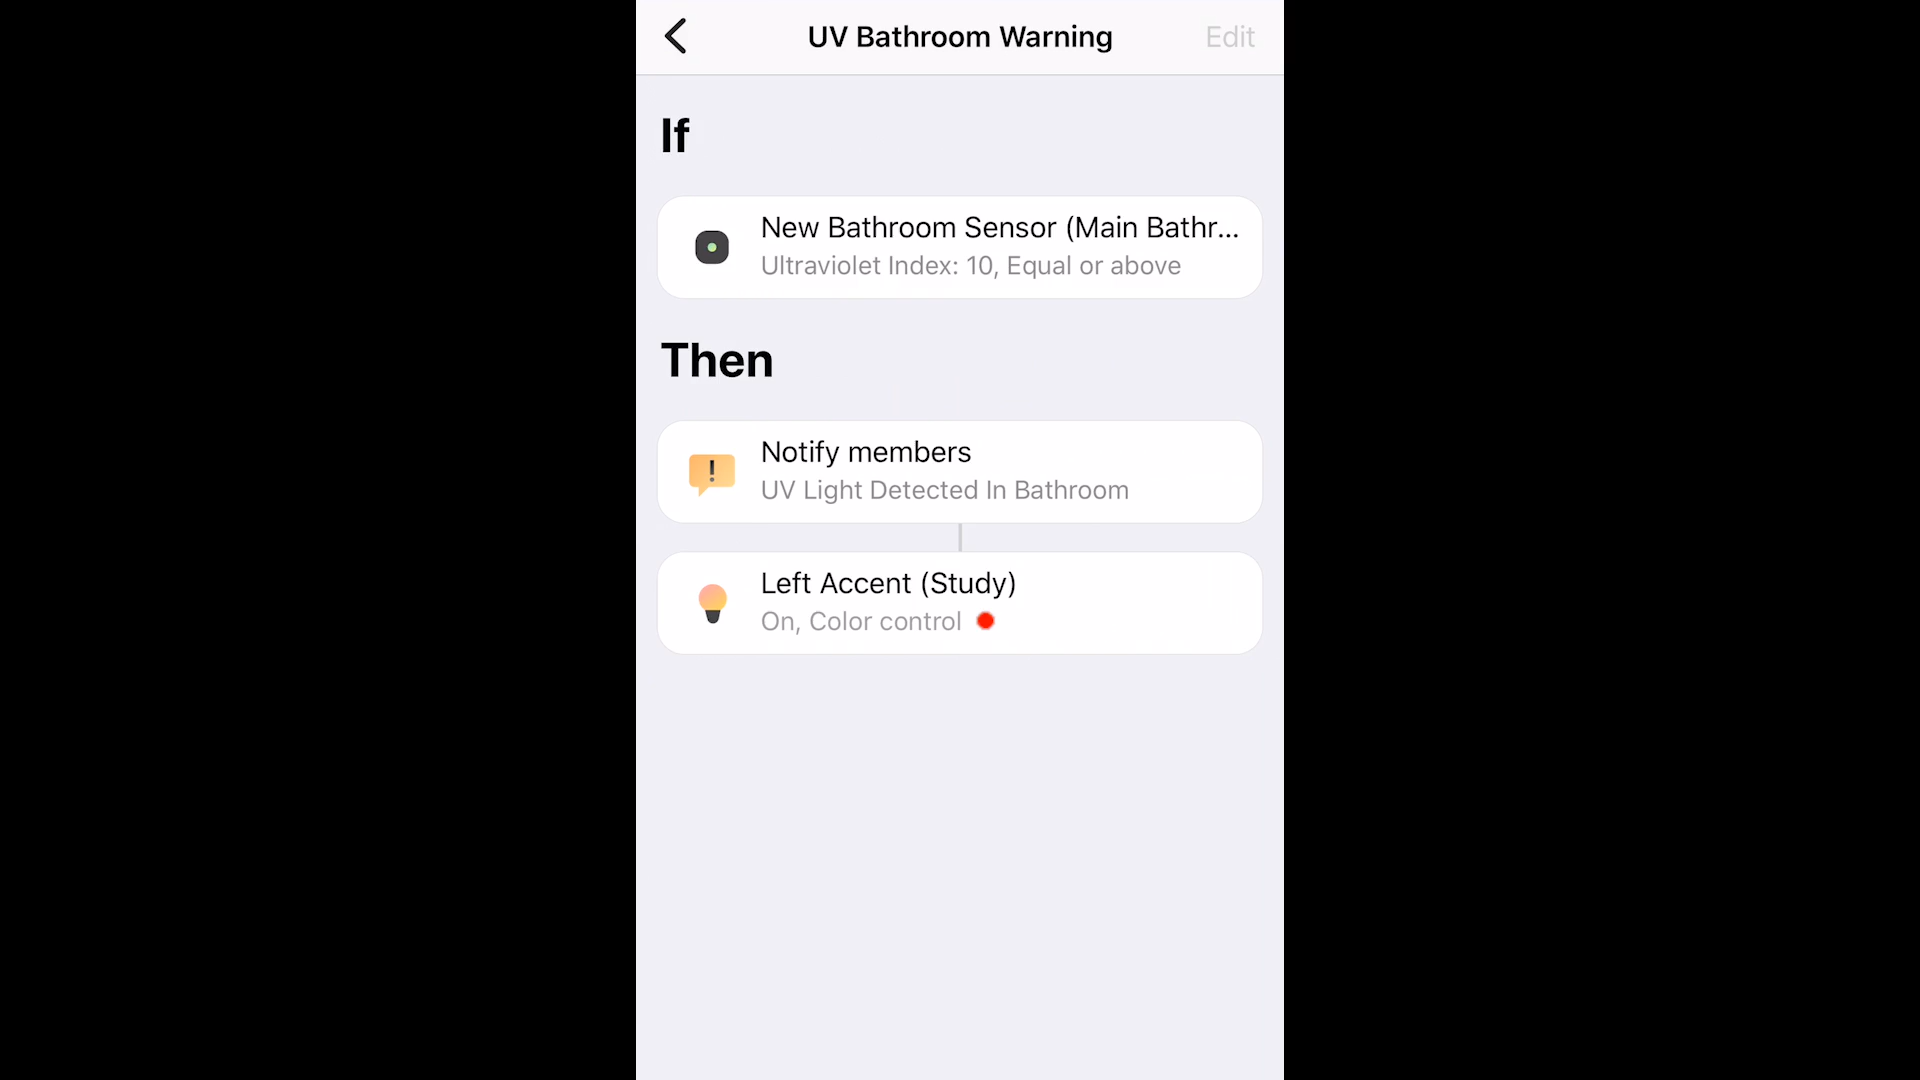 UV Bathroom Warning
Edit
If
New Bathroom Sensor (Main Bathr...
Ultraviolet Index: 10, Equal or above
Then
Notify members
UV Light Detected In Bathroom
Left Accent (Study)
On, Color control